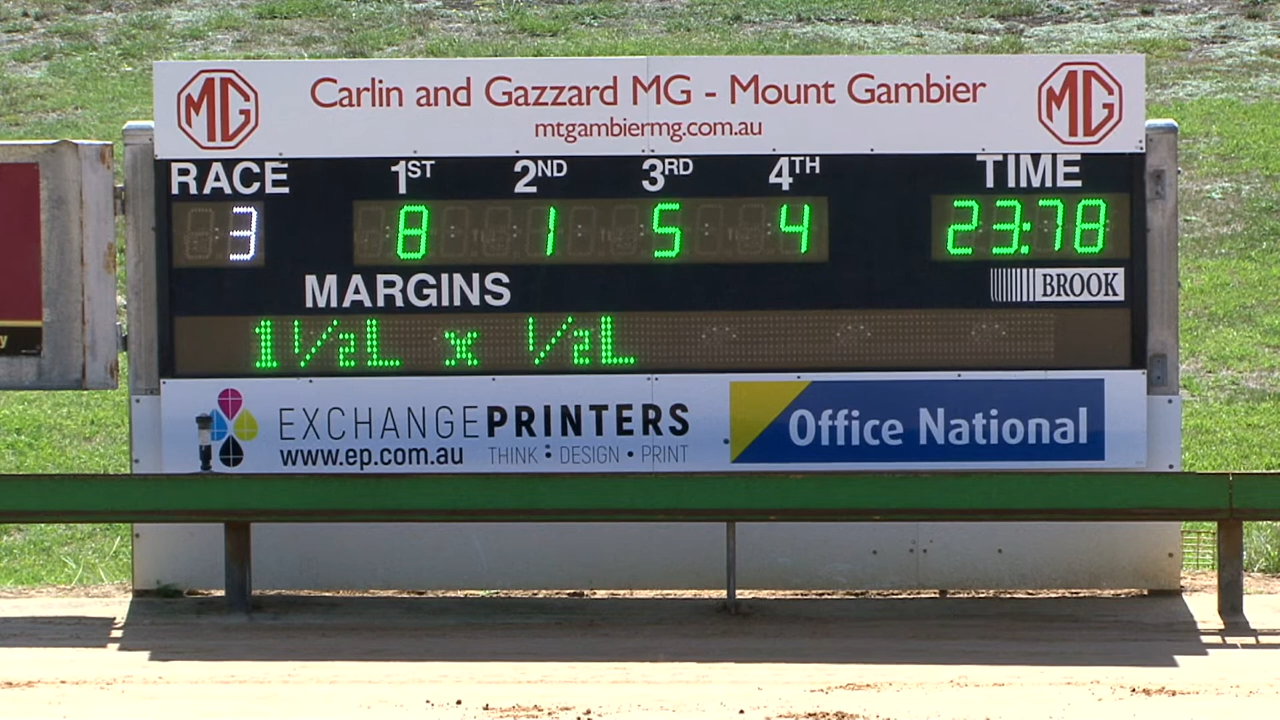 MG Carlin and Gazzard MG - Mount Gambier MG
mtgambiermg.com.au
RACE 1ST 2ND 3RD 4TH TIME
3 8 1 5 4 23:78
MARGINS BROOK
1½L x ½L
EXCHANGEPRINTERS Office National
www.ep.com.au THINK • DESIGN • PRINT